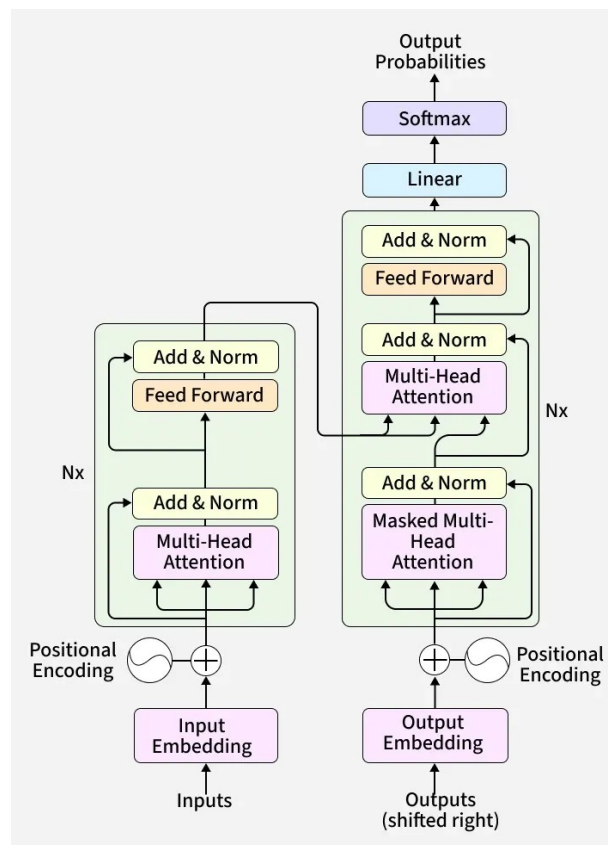 Output
Probabilities
Softmax
Linear
Add & Norm
Feed Forward
Add & Norm
Multi-Head
Attention
Nx
Add & Norm
Masked Multi-
Head
Attention
Positional
Encoding
Output
Embedding
Outputs
(shifted right)
Add & Norm
Feed Forward
Nx
Add & Norm
Multi-Head
Attention
Positional
Encoding
Input
Embedding
Inputs